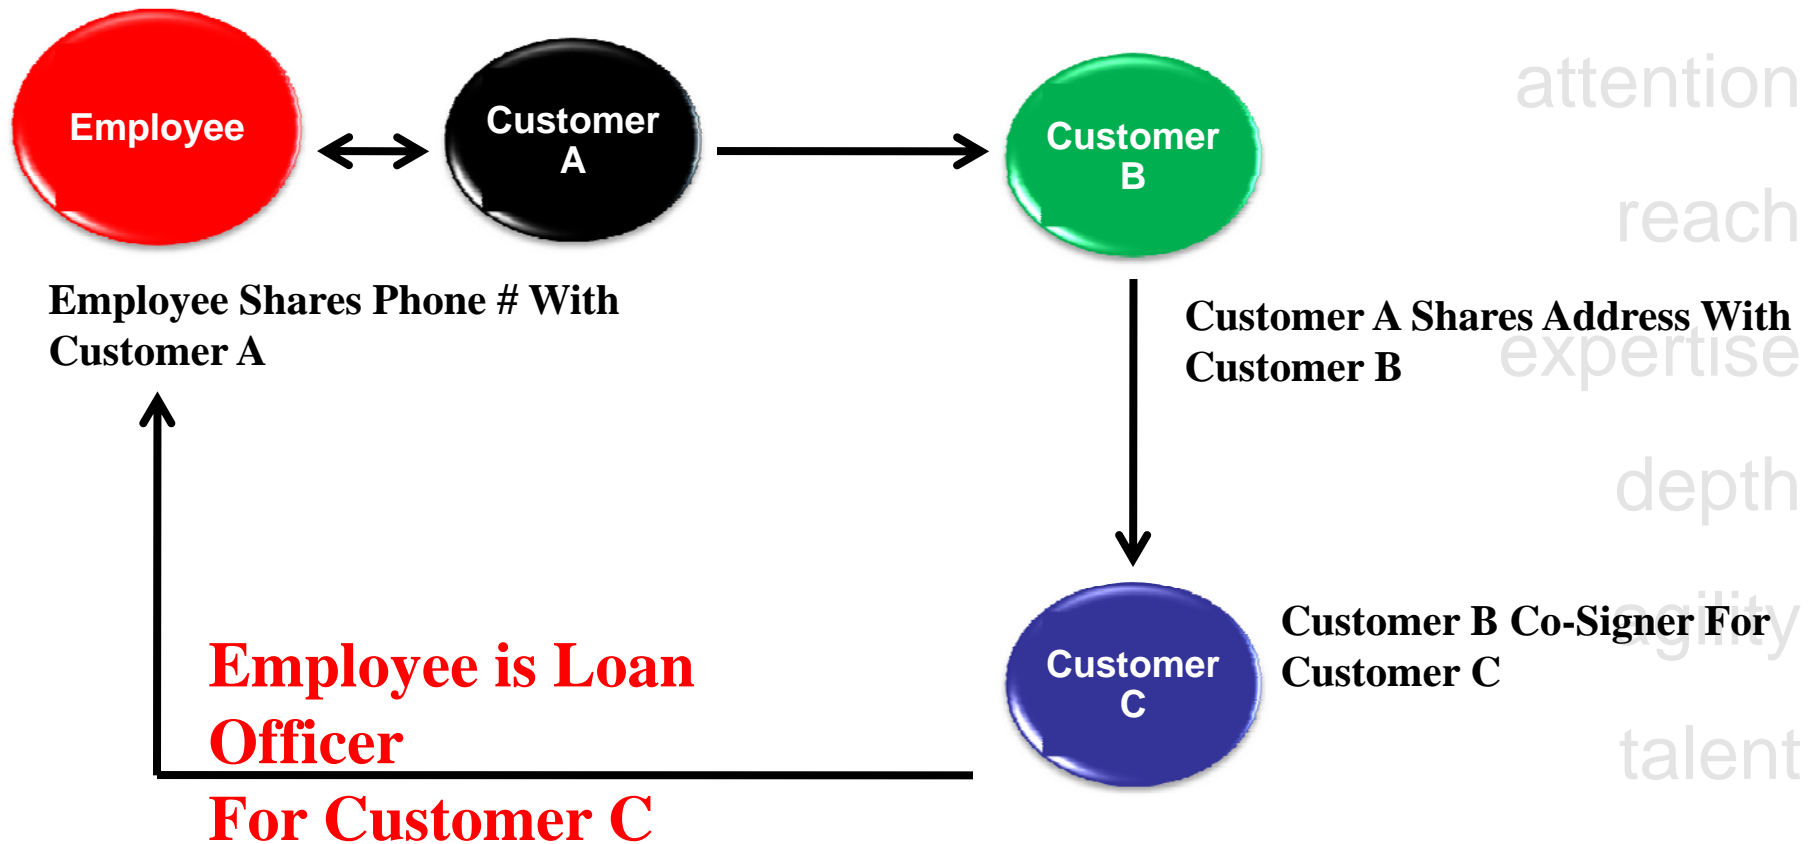 Employee
Customer
A
Customer
B
Employee Shares Phone # With
Customer A
Customer A Shares Address With
Customer B
Customer
C
Customer B Co-Signer For
Customer C
Employee is Loan
Officer
For Customer C
attention
reach
expertise
depth
agility
talent